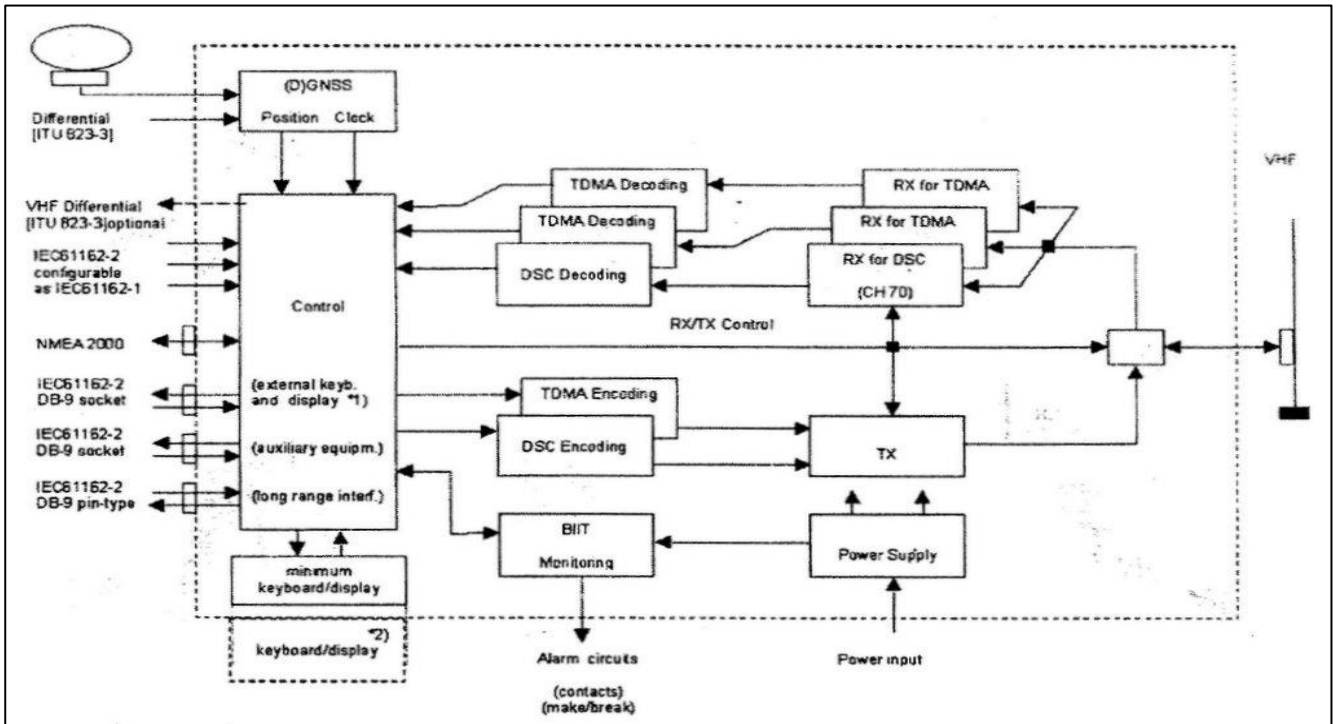 (D)GNSS
Position Clock
Differential
[ITU 823-3]
VHF
VHF Differential
[ITU 823-3]optional
IEC61162-2
configurable
as IEC61162-1
NMEA 2000
IEC61162-2
DB-9 socket
IEC61162-2
DB-9 socket
IEC61162-2
DB-9 pin-type
Control
(external keyb.
and display *1)
(auxiliary equipm.)
(long range interf.)
TDMA Decoding
TDMA Decoding
DSC Decoding
RX for TDMA
RX for TDMA
RX for DSC
(CH 70)
RX/TX Control
TDMA Encoding
DSC Encoding
TX
BIIT
Monitoring
Power Supply
minimum
keyboard/display
*2)
keyboard/display
Alarm circuits
(contacts)
(make/break)
Power input